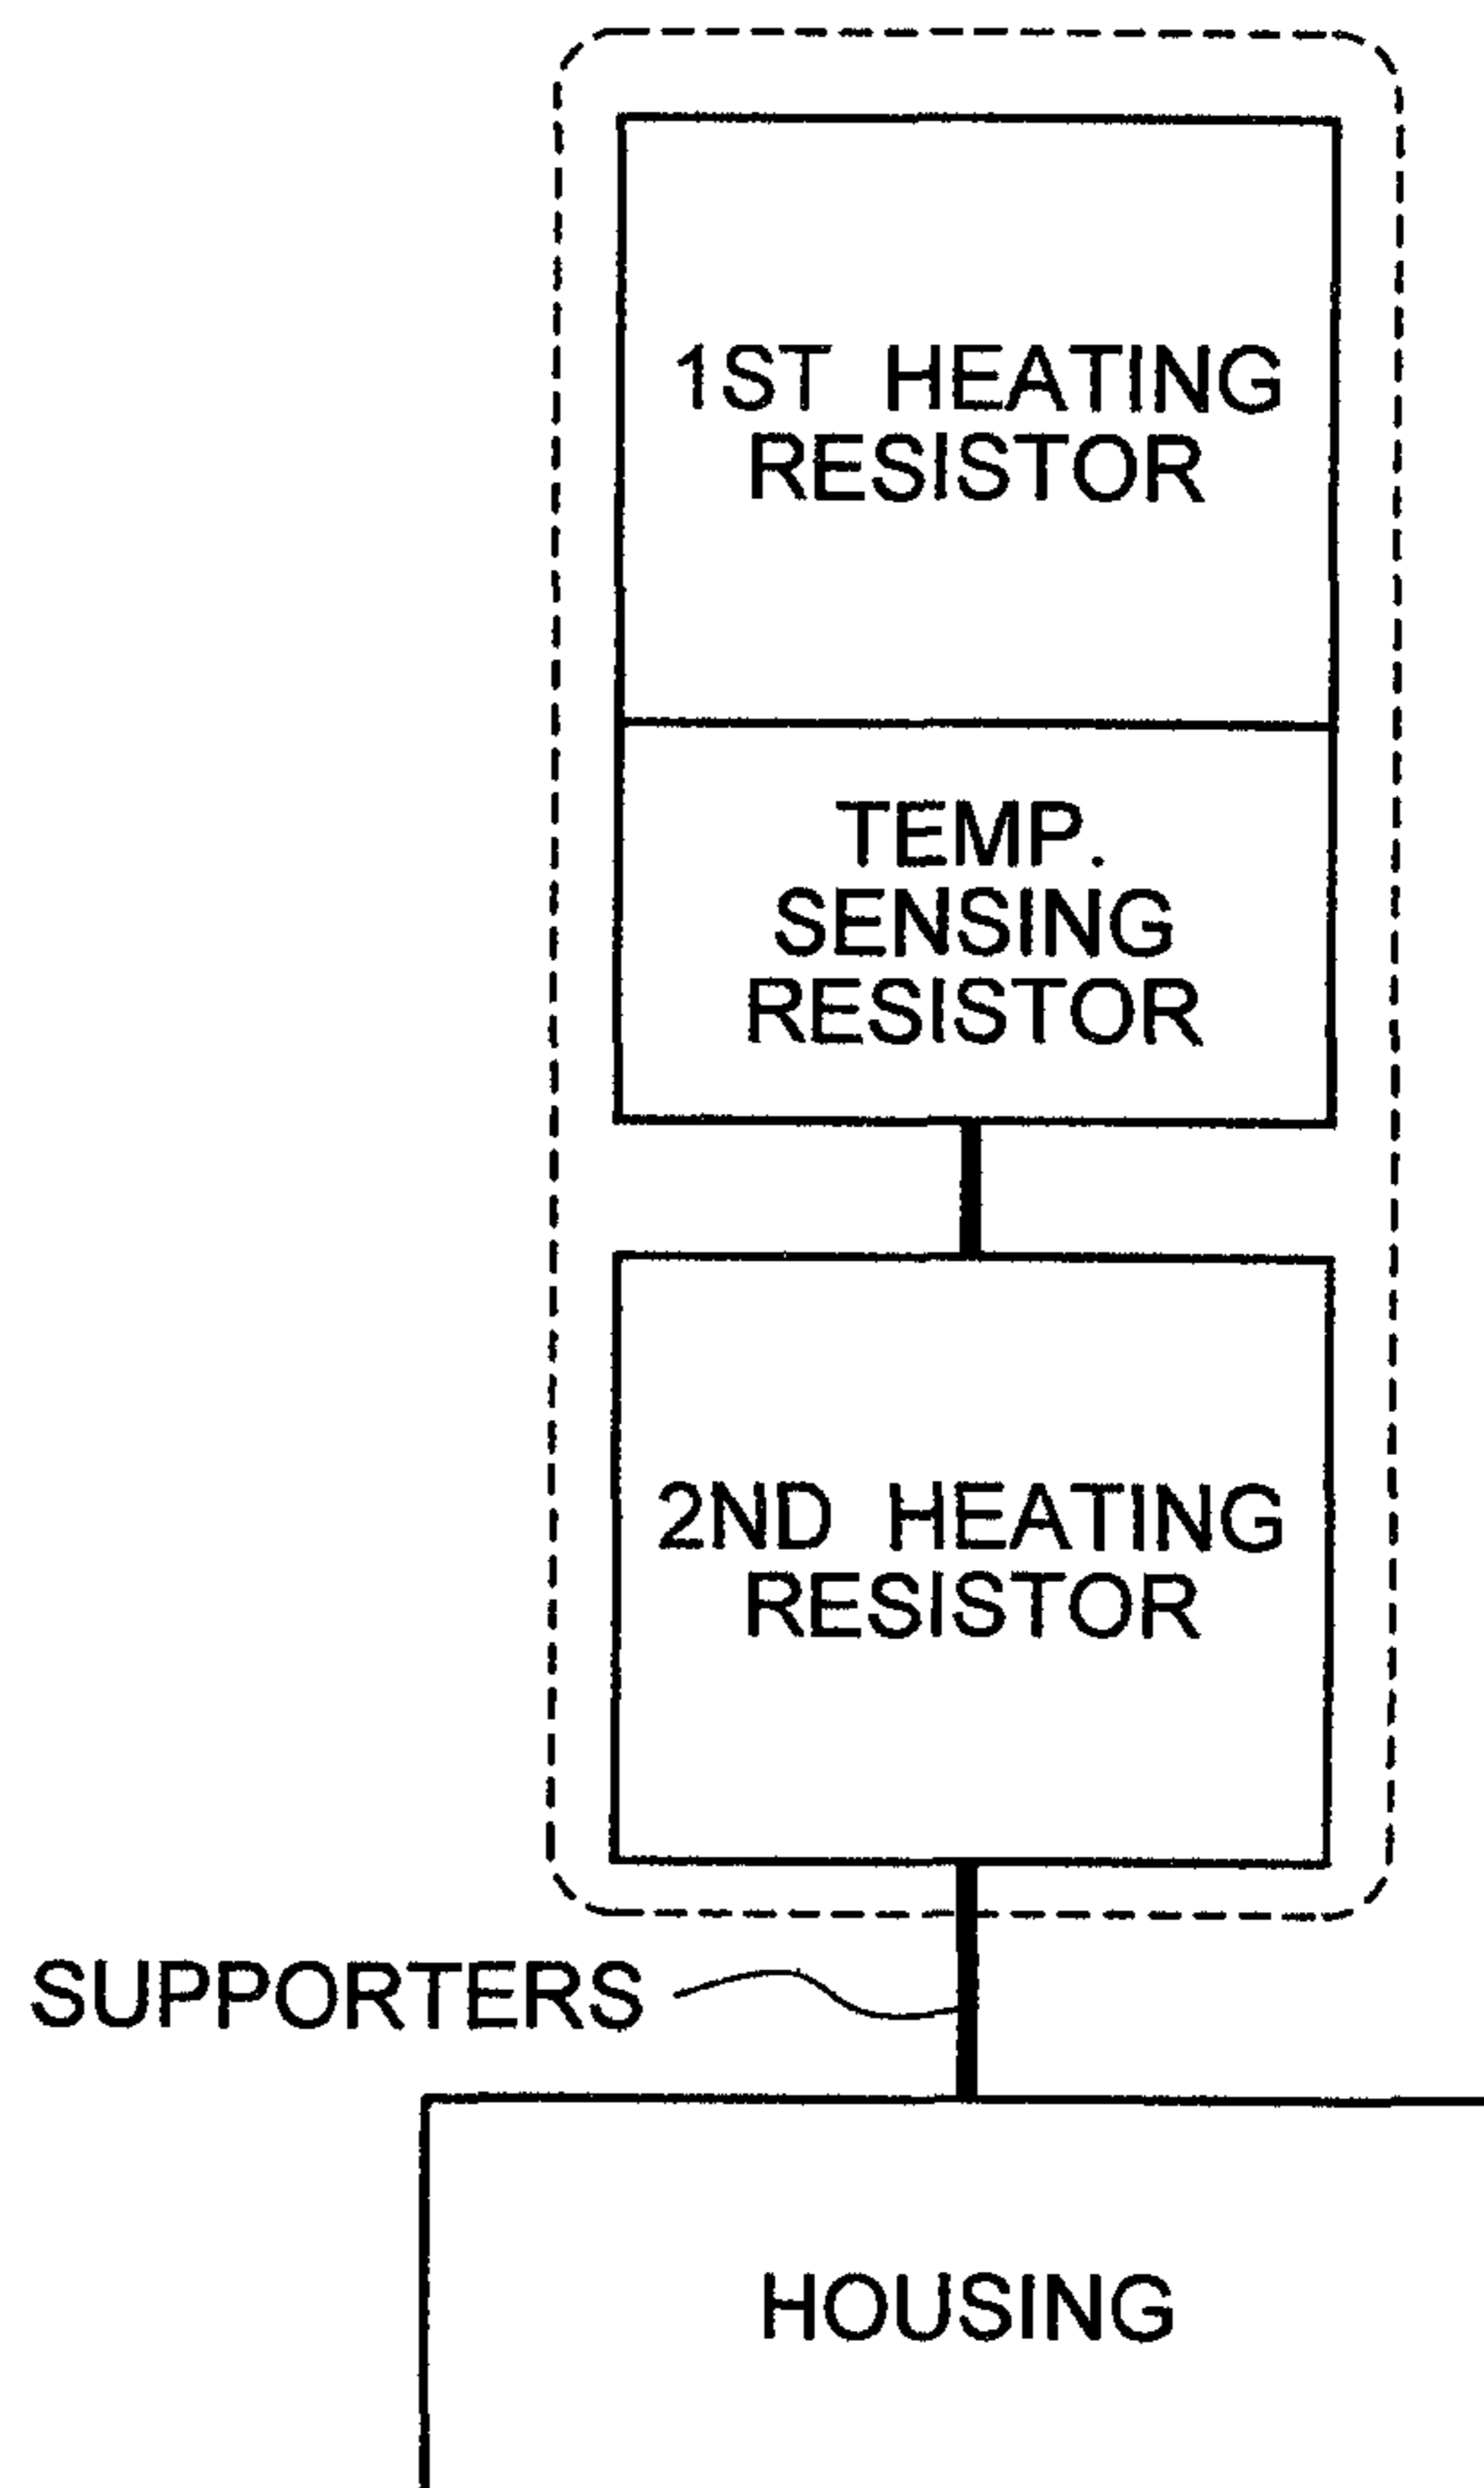 1ST HEATING
RESISTOR
TEMP.
SENSING
RESISTOR
2ND HEATING
RESISTOR
SUPPORTERS
HOUSING